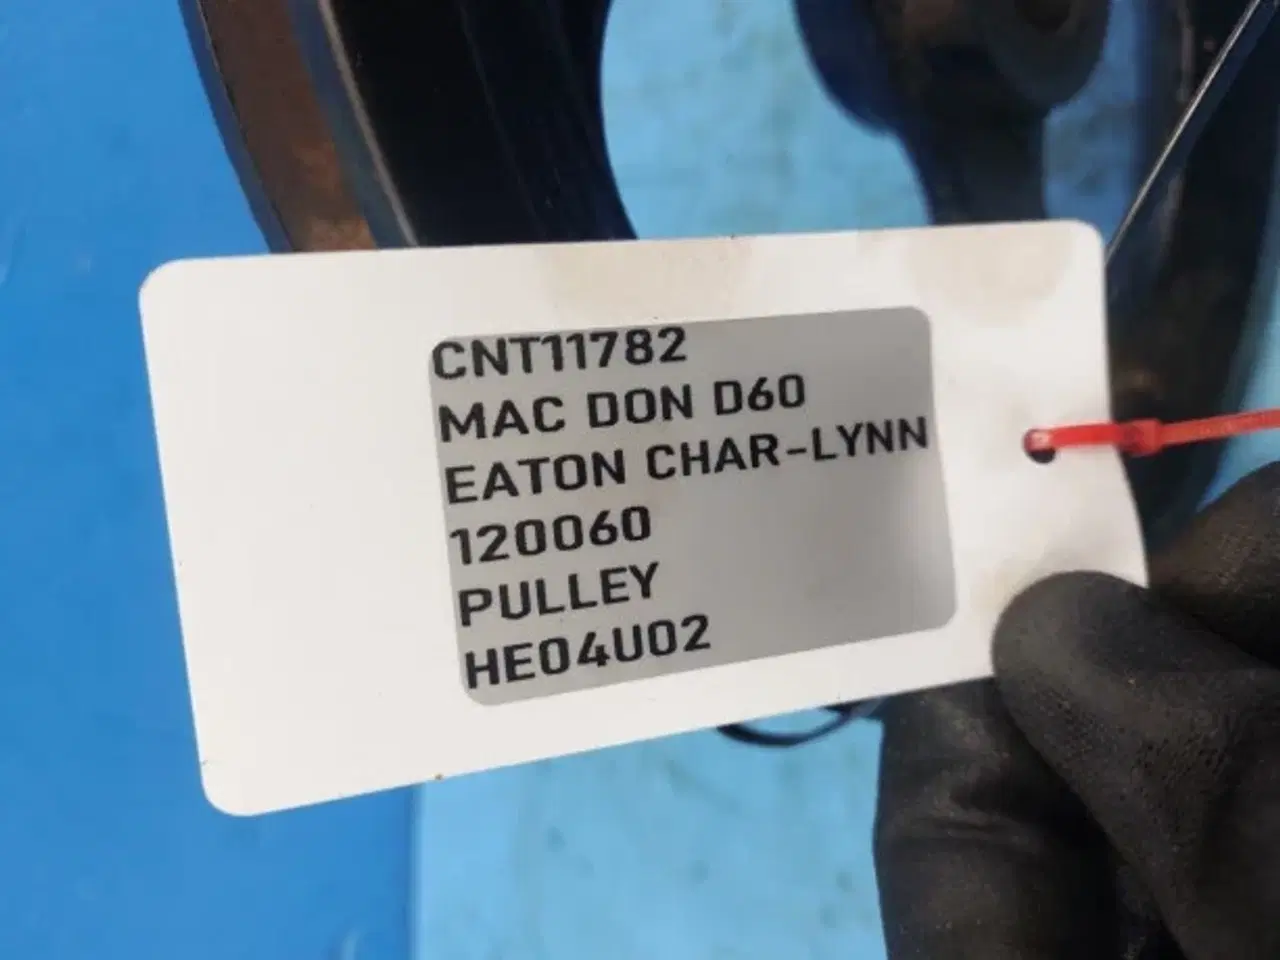 CNT11782
MAC DON D60
EATON CHAR-LYNN
120060
PULLEY
HE04U02